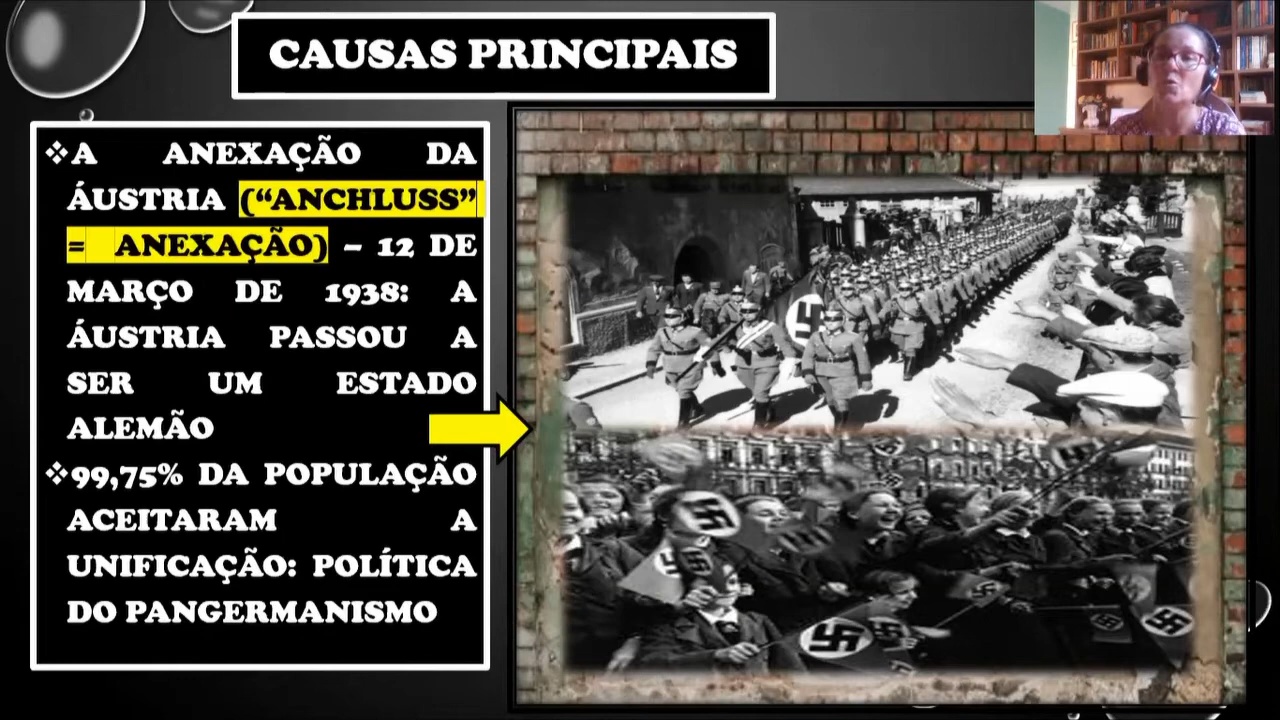 CAUSAS PRINCIPAIS
❖A ANEXAÇÃO DA
ÁUSTRIA (“ANCHLUSS”
= ANEXAÇÃO) – 12 DE
MARÇO DE 1938: A
ÁUSTRIA PASSOU A
SER UM ESTADO
ALEMÃO
❖99,75% DA POPULAÇÃO
ACEITARAM A
UNIFICAÇÃO: POLÍTICA
DO PANGERMANISMO